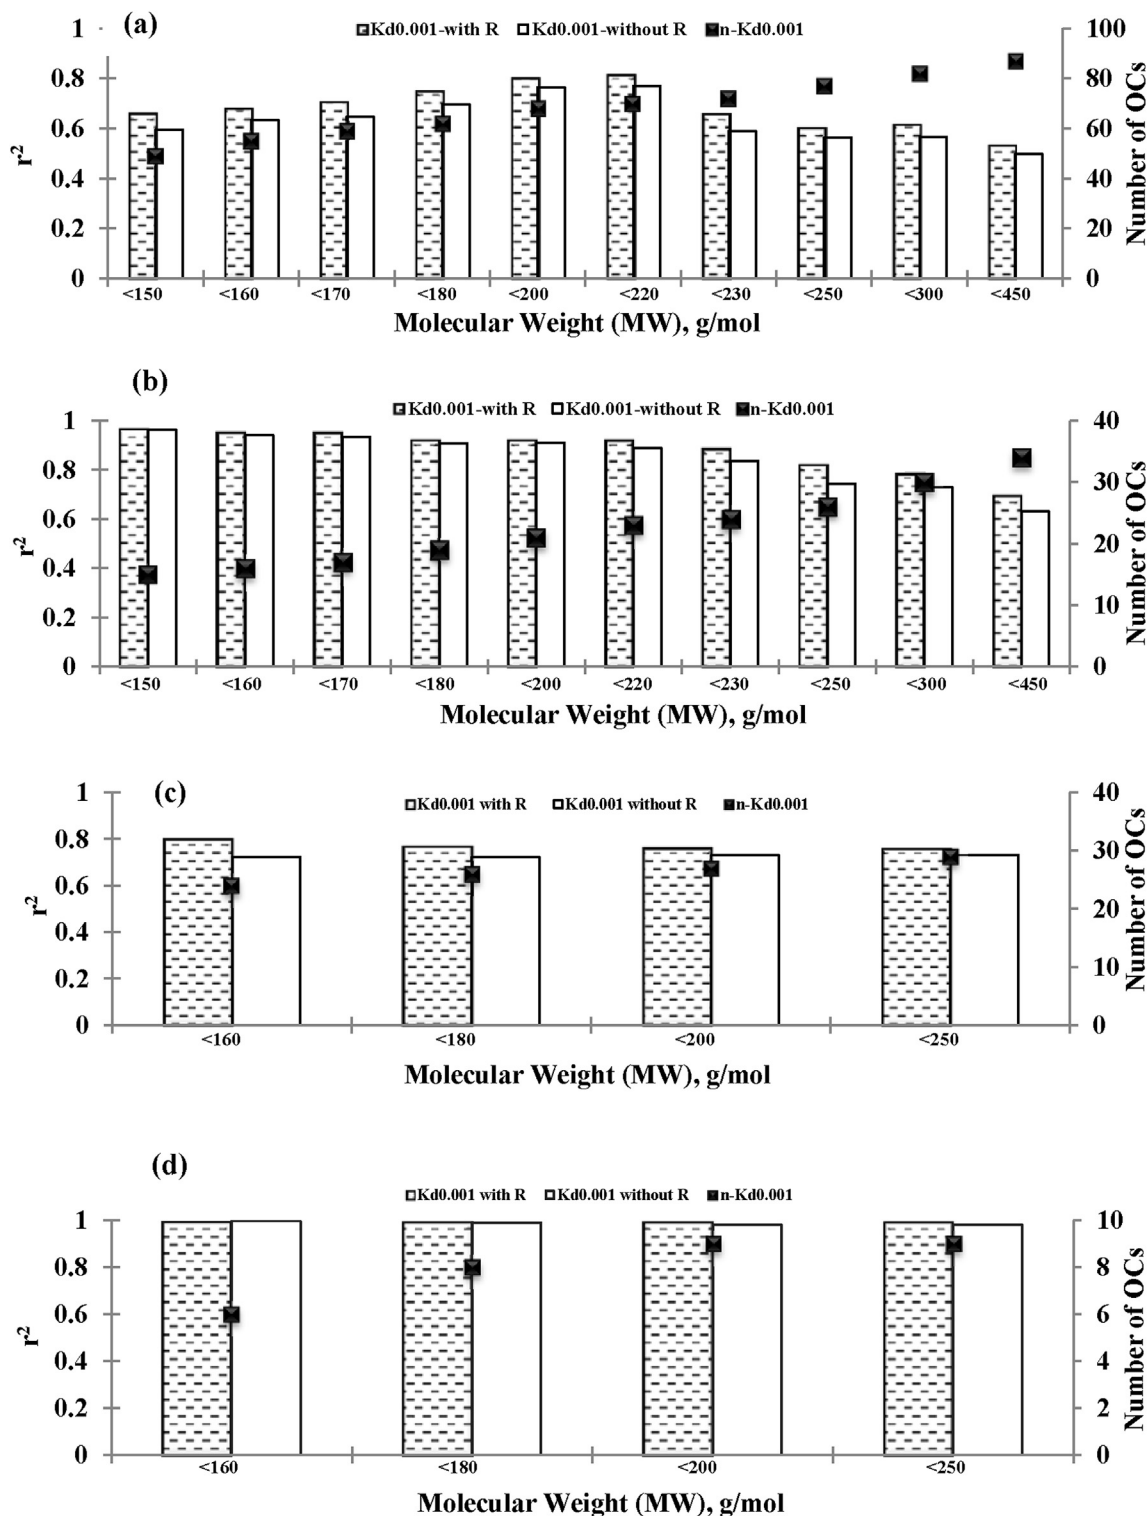 (a)
Kd0.001-with R Kd0.001-without R n-Kd0.001
1
0.8
0.6
0.4
0.2
0
r²
100
80
60
40
20
0
Number of OCs
<150 <160 <170 <180 <200 <220 <230 <250 <300 <450
Molecular Weight (MW), g/mol
(b)
Kd0.001-with R Kd0.001-without R n-Kd0.001
1
0.8
0.6
0.4
0.2
0
r²
40
30
20
10
0
Number of OCs
<150 <160 <170 <180 <200 <220 <230 <250 <300 <450
Molecular Weight (MW), g/mol
(c)
Kd0.001 with R Kd0.001 without R n-Kd0.001
1
0.8
0.6
0.4
0.2
0
r²
40
30
20
10
0
Number of OCs
<160 <180 <200 <250
Molecular Weight (MW), g/mol
(d)
Kd0.001 with R Kd0.001 without R n-Kd0.001
1
0.8
0.6
0.4
0.2
0
r²
10
8
6
4
2
0
Number of OCs
<160 <180 <200 <250
Molecular Weight (MW), g/mol